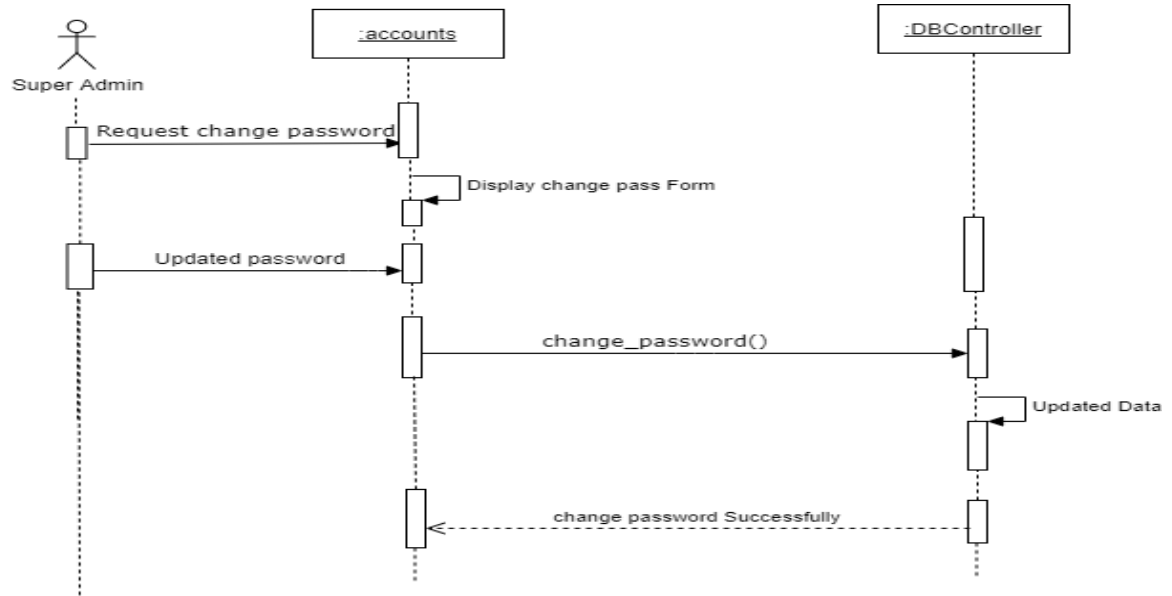 :accounts
:DBController
Super Admin
Request change password
Display change pass Form
Updated password
change_password()
Updated Data
change password Successfully